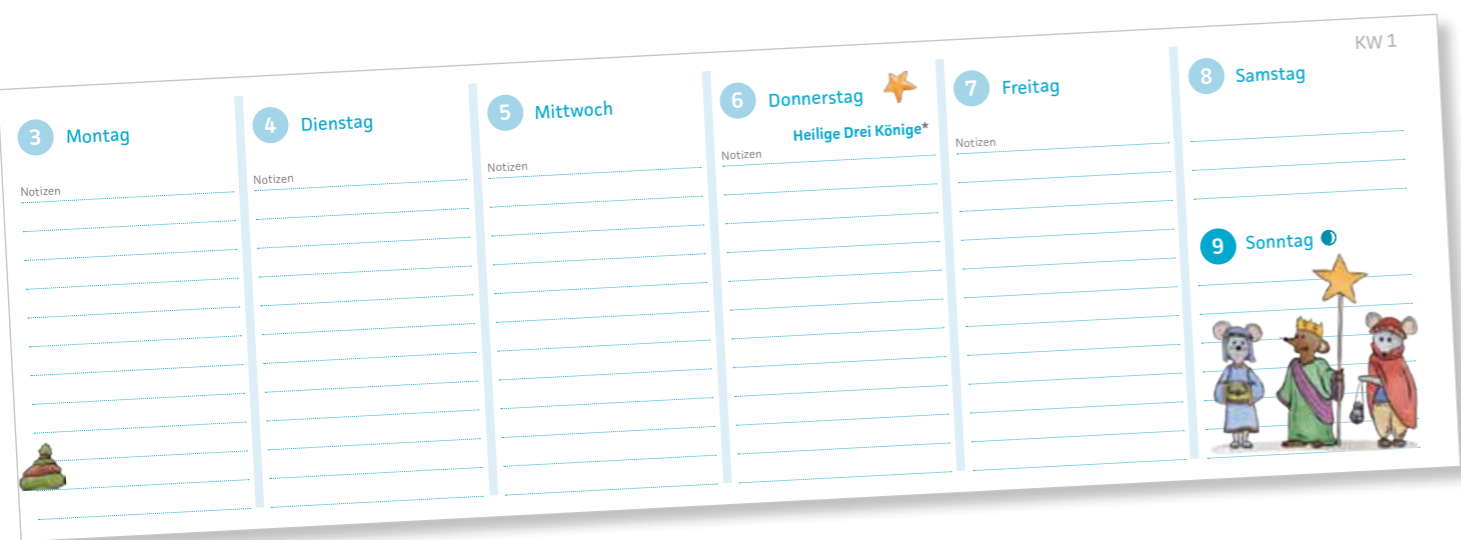 KW 1
3 Montag
Notizen
4 Dienstag
Notizen
5 Mittwoch
Notizen
6 Donnerstag
Heilige Drei Könige*
Notizen
7 Freitag
Notizen
8 Samstag
9 Sonntag